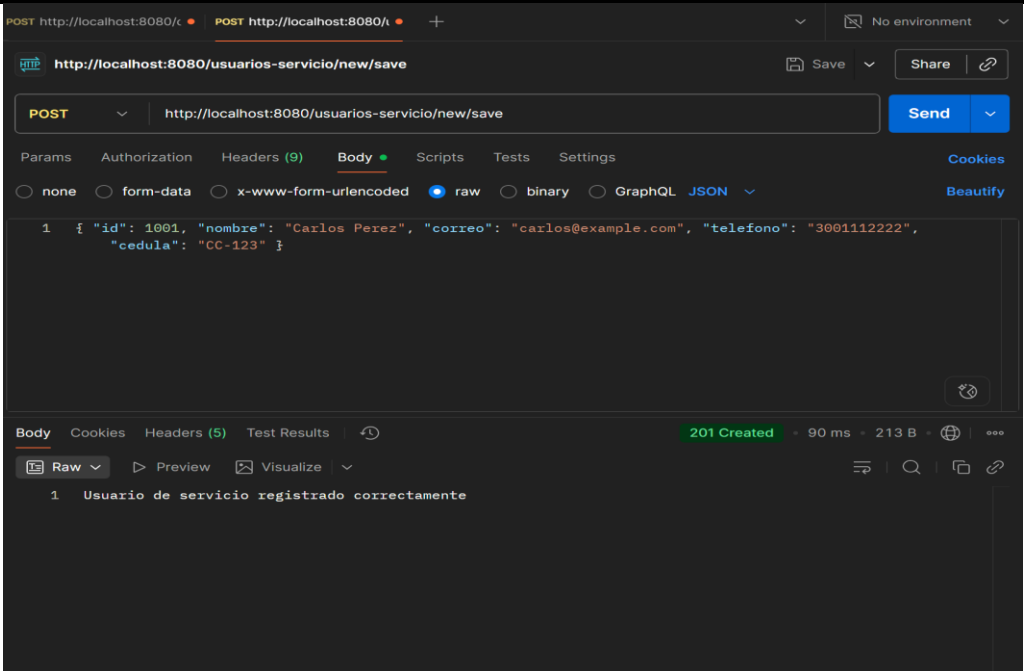 POST http://localhost:8080/c POST http://localhost:8080/u No environment
HTTP http://localhost:8080/usuarios-servicio/new/save Save Share
POST http://localhost:8080/usuarios-servicio/new/save Send
Params Authorization Headers (9) Body Scripts Tests Settings Cookies
none form-data x-www-form-urlencoded raw binary GraphQL JSON Beautify
1 { "id": 1001, "nombre": "Carlos Perez", "correo": "carlos@example.com", "telefono": "3001112222",
"cedula": "CC-123" }
Body Cookies Headers (5) Test Results 201 Created • 90 ms • 213 B
Raw Preview Visualize
1 Usuario de servicio registrado correctamente